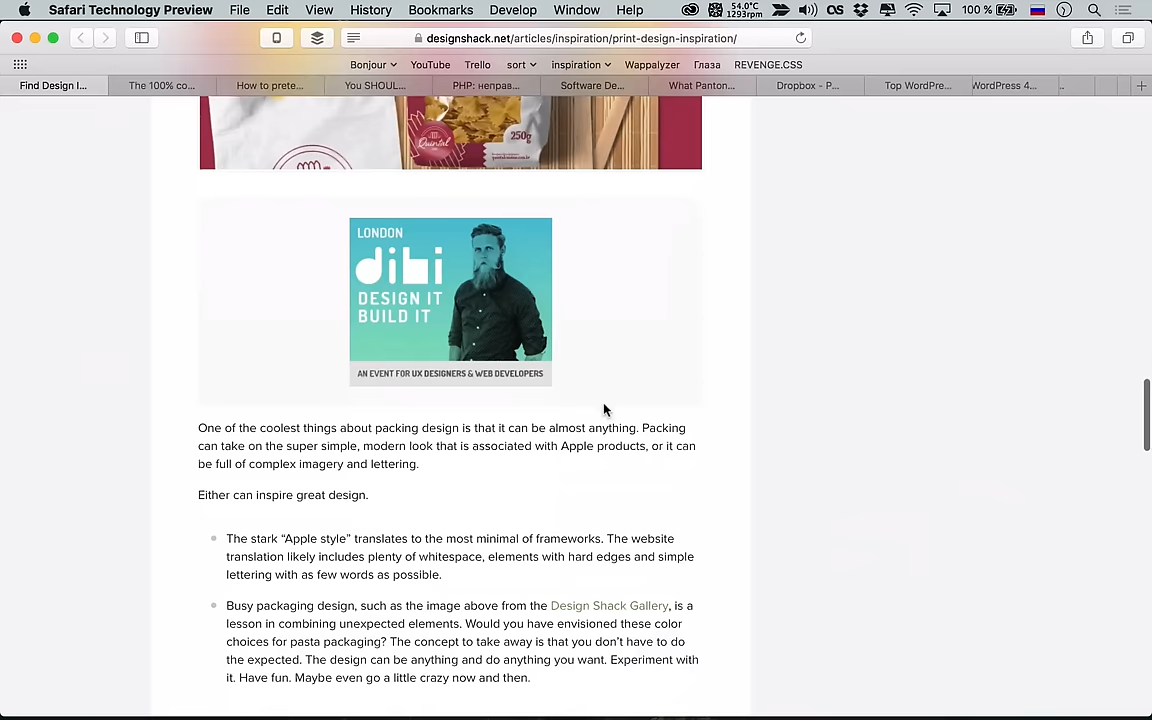 Safari Technology Preview File Edit View History Bookmarks Develop Window Help 54.0°C 1293rpm 100 %
designshack.net/articles/inspiration/print-design-inspiration/
Bonjour YouTube Trello sort inspiration Wappalyzer Глаза REVENGE.CSS
Find Design I... The 100% co... How to prete... You SHOUL... PHP: неправ... Software De... What Panton... Dropbox - P... Top WordPre... WordPress 4... ..
Quintal
250g
LONDON
dibi
DESIGN IT
BUILD IT
AN EVENT FOR UX DESIGNERS & WEB DEVELOPERS
One of the coolest things about packing design is that it can be almost anything. Packing
can take on the super simple, modern look that is associated with Apple products, or it can
be full of complex imagery and lettering.
Either can inspire great design.
The stark “Apple style” translates to the most minimal of frameworks. The website
translation likely includes plenty of whitespace, elements with hard edges and simple
lettering with as few words as possible.
Busy packaging design, such as the image above from the Design Shack Gallery, is a
lesson in combining unexpected elements. Would you have envisioned these color
choices for pasta packaging? The concept to take away is that you don’t have to do
the expected. The design can be anything and do anything you want. Experiment with
it. Have fun. Maybe even go a little crazy now and then.